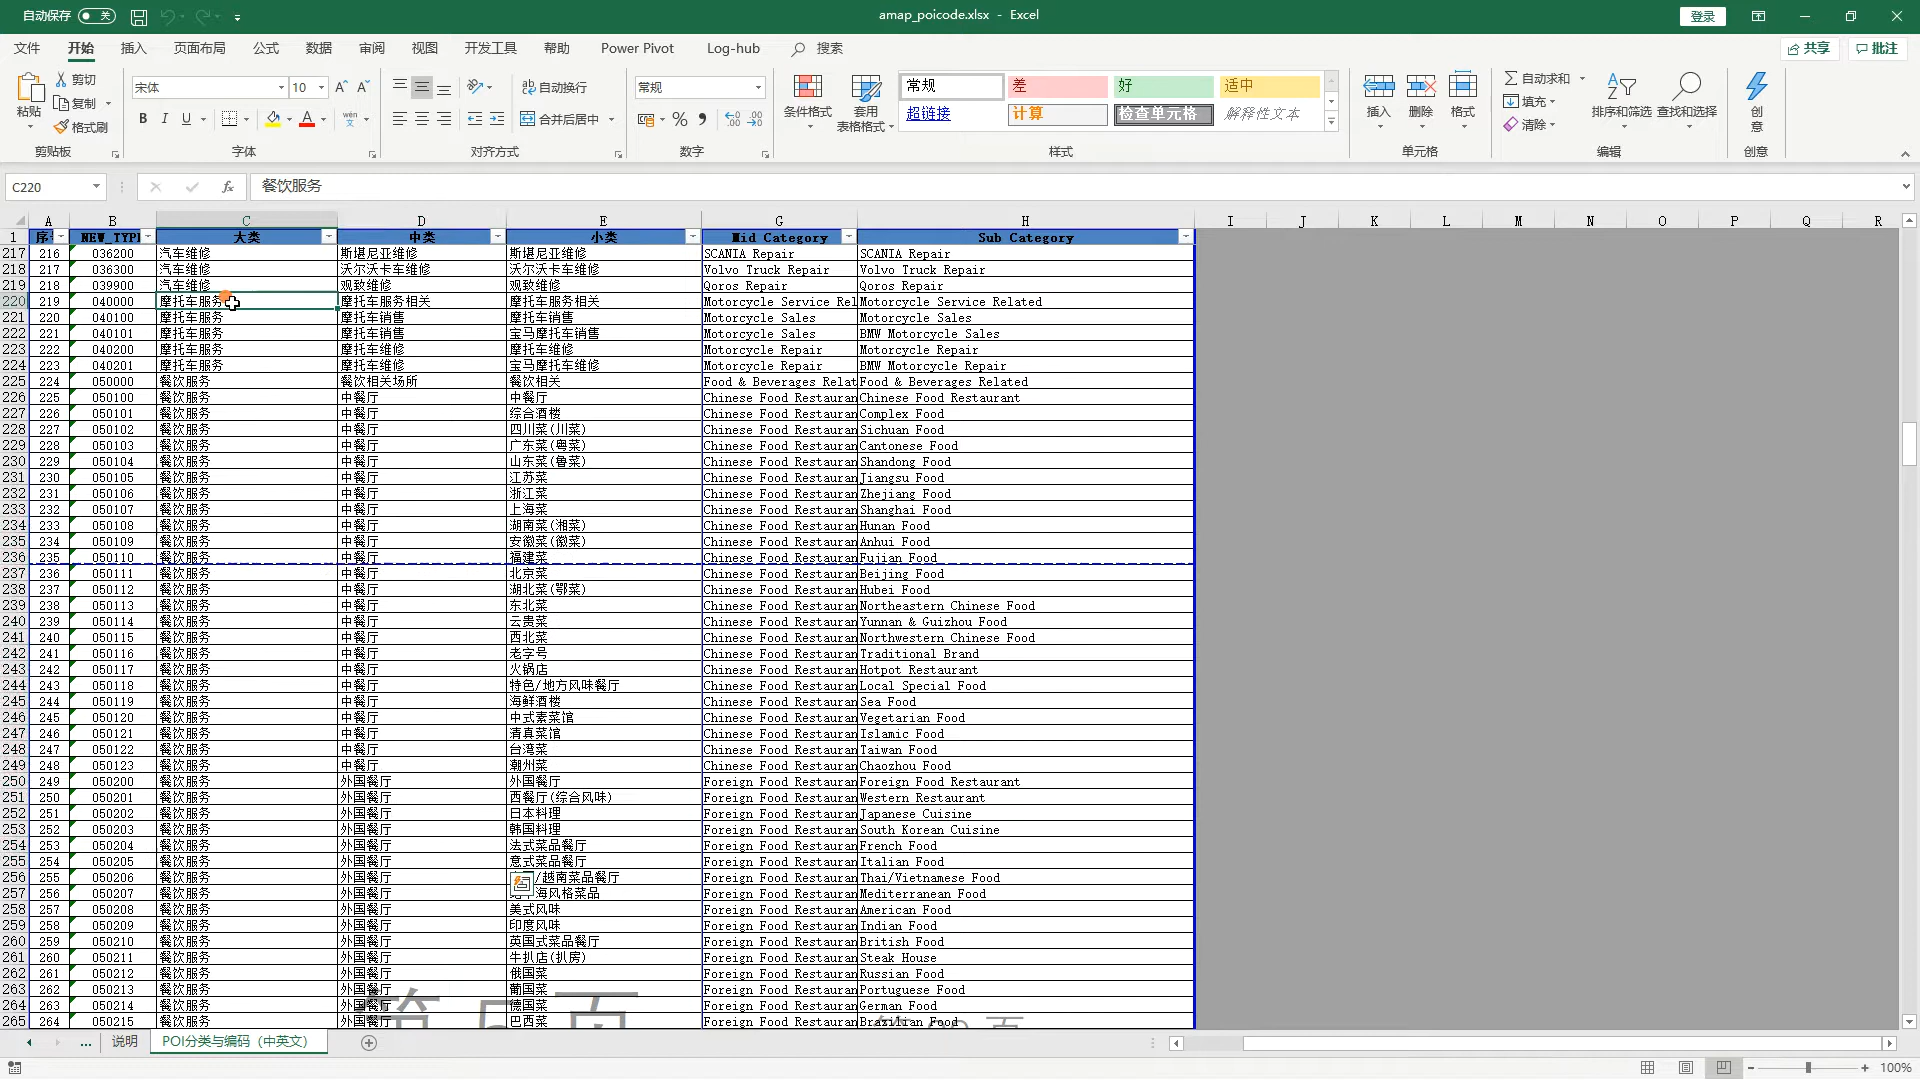 自动保存 关 amap_poicode.xlsx - Excel 登录
文件 开始 插入 页面布局 公式 数据 审阅 视图 开发工具 帮助 Power Pivot Log-hub 搜索 共享 批注
粘贴 剪切 复制 格式刷 剪贴板
宋体 10 B I U 字体
自动换行 合并后居中 对齐方式
常规 数字
条件格式 套用 表格格式 常规 差 好 适中
超链接 计算 检查单元格 解释性文本 样式
插入 删除 格式 单元格
自动求和 填充 清除 排序和筛选 查找和选择 编辑
创意 创意
C220 fx 餐饮服务
A B C D E G H I J K L M N O P Q R
1 序 NEW_TYPE 大类 中类 小类 Mid Category Sub Category
217 216 036200 汽车维修 斯堪尼亚维修 斯堪尼亚维修 SCANIA Repair SCANIA Repair
218 217 036300 汽车维修 沃尔沃卡车维修 沃尔沃卡车维修 Volvo Truck Repair Volvo Truck Repair
219 218 039900 汽车维修 观致维修 观致维修 Qoros Repair Qoros Repair
220 219 040000 摩托车服务 摩托车服务相关 摩托车服务相关 Motorcycle Service Rel Motorcycle Service Related
221 220 040100 摩托车服务 摩托车销售 摩托车销售 Motorcycle Sales Motorcycle Sales
222 221 040101 摩托车服务 摩托车销售 宝马摩托车销售 Motorcycle Sales BMW Motorcycle Sales
223 222 040200 摩托车服务 摩托车维修 摩托车维修 Motorcycle Repair Motorcycle Repair
224 223 040201 摩托车服务 摩托车维修 宝马摩托车维修 Motorcycle Repair BMW Motorcycle Repair
225 224 050000 餐饮服务 餐饮相关场所 餐饮相关 Food & Beverages Relat Food & Beverages Related
226 225 050100 餐饮服务 中餐厅 中餐厅 Chinese Food Restauran Chinese Food Restaurant
227 226 050101 餐饮服务 中餐厅 综合酒楼 Chinese Food Restauran Complex Food
228 227 050102 餐饮服务 中餐厅 四川菜(川菜) Chinese Food Restauran Sichuan Food
229 228 050103 餐饮服务 中餐厅 广东菜(粤菜) Chinese Food Restauran Cantonese Food
230 229 050104 餐饮服务 中餐厅 山东菜(鲁菜) Chinese Food Restauran Shandong Food
231 230 050105 餐饮服务 中餐厅 江苏菜 Chinese Food Restauran Jiangsu Food
232 231 050106 餐饮服务 中餐厅 浙江菜 Chinese Food Restauran Zhejiang Food
233 232 050107 餐饮服务 中餐厅 上海菜 Chinese Food Restauran Shanghai Food
234 233 050108 餐饮服务 中餐厅 湖南菜(湘菜) Chinese Food Restauran Hunan Food
235 234 050109 餐饮服务 中餐厅 安徽菜(徽菜) Chinese Food Restauran Anhui Food
236 235 050110 餐饮服务 中餐厅 福建菜 Chinese Food Restauran Fujian Food
237 236 050111 餐饮服务 中餐厅 北京菜 Chinese Food Restauran Beijing Food
238 237 050112 餐饮服务 中餐厅 湖北菜(鄂菜) Chinese Food Restauran Hubei Food
239 238 050113 餐饮服务 中餐厅 东北菜 Chinese Food Restauran Northeastern Chinese Food
240 239 050114 餐饮服务 中餐厅 云贵菜 Chinese Food Restauran Yunnan & Guizhou Food
241 240 050115 餐饮服务 中餐厅 西北菜 Chinese Food Restauran Northwestern Chinese Food
242 241 050116 餐饮服务 中餐厅 老字号 Chinese Food Restauran Traditional Brand
243 242 050117 餐饮服务 中餐厅 火锅店 Chinese Food Restauran Hotpot Restaurant
244 243 050118 餐饮服务 中餐厅 特色/地方风味餐厅 Chinese Food Restauran Local Special Food
245 244 050119 餐饮服务 中餐厅 海鲜酒楼 Chinese Food Restauran Sea Food
246 245 050120 餐饮服务 中餐厅 中式素菜馆 Chinese Food Restauran Vegetarian Food
247 246 050121 餐饮服务 中餐厅 清真菜馆 Chinese Food Restauran Islamic Food
248 247 050122 餐饮服务 中餐厅 台湾菜 Chinese Food Restauran Taiwan Food
249 248 050123 餐饮服务 中餐厅 潮州菜 Chinese Food Restauran Chaozhou Food
250 249 050200 餐饮服务 外国餐厅 外国餐厅 Foreign Food Restauran Foreign Food Restaurant
251 250 050201 餐饮服务 外国餐厅 西餐厅(综合风味) Foreign Food Restauran Western Restaurant
252 251 050202 餐饮服务 外国餐厅 日本料理 Foreign Food Restauran Japanese Cuisine
253 252 050203 餐饮服务 外国餐厅 韩国料理 Foreign Food Restauran South Korean Cuisine
254 253 050204 餐饮服务 外国餐厅 法式菜品餐厅 Foreign Food Restauran French Food
255 254 050205 餐饮服务 外国餐厅 意式菜品餐厅 Foreign Food Restauran Italian Food
256 255 050206 餐饮服务 外国餐厅 /越南菜品餐厅 Foreign Food Restauran Thai/Vietnamese Food
257 256 050207 餐饮服务 外国餐厅 海风格菜品 Foreign Food Restauran Mediterranean Food
258 257 050208 餐饮服务 外国餐厅 美式风味 Foreign Food Restauran American Food
259 258 050209 餐饮服务 外国餐厅 印度风味 Foreign Food Restauran Indian Food
260 259 050210 餐饮服务 外国餐厅 英国式菜品餐厅 Foreign Food Restauran British Food
261 260 050211 餐饮服务 外国餐厅 牛扒店(扒房) Foreign Food Restauran Steak House
262 261 050212 餐饮服务 外国餐厅 俄国菜 Foreign Food Restauran Russian Food
263 262 050213 餐饮服务 外国餐厅 葡国菜 Foreign Food Restauran Portuguese Food
264 263 050214 餐饮服务 外国餐厅 德国菜 Foreign Food Restauran German Food
265 264 050215 餐饮服务 外国餐厅 巴西菜 Foreign Food Restauran Brazilian Food
第 5 页
... 说明 POI分类与编码（中英文）
100%